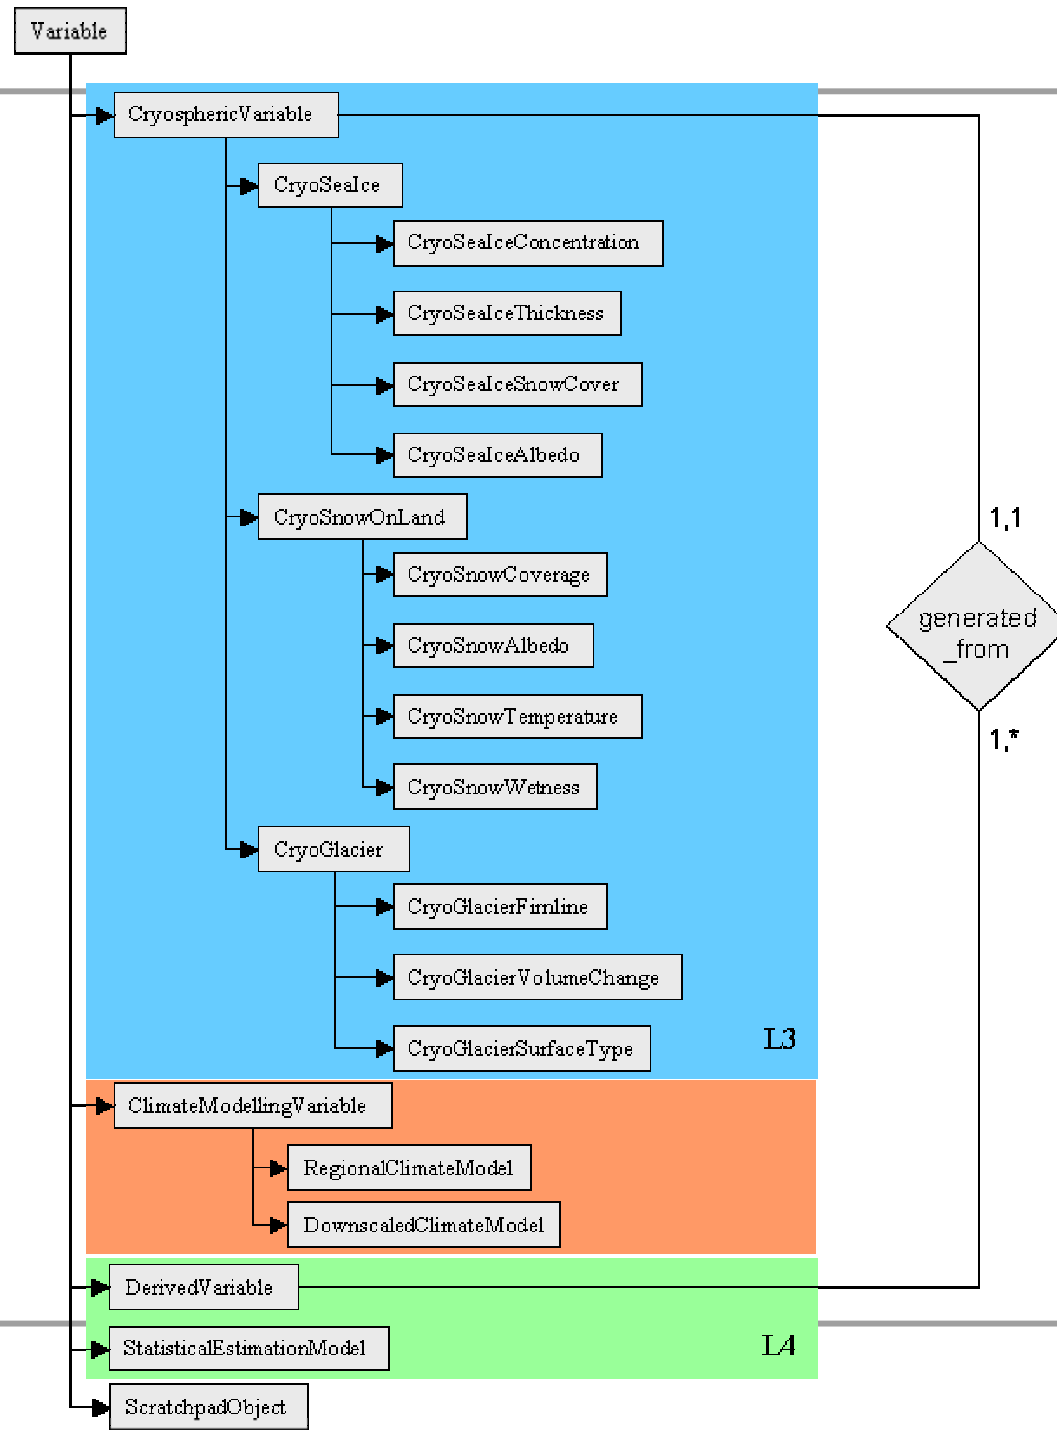 Variable
CryosphericVariable
CryoSeaIce
CryoSeaIceConcentration
CryoSeaIceThickness
CryoSeaIceSnowCover
CryoSeaIceAlbedo
CryoSnowOnLand
1,1
CryoSnowCoverage
generated
_from
CryoSnowAlbedo
CryoSnowTemperature
1,*
CryoSnowWetness
CryoGlacier
CryoGlacierFirnline
CryoGlacierVolumeChange
CryoGlacierSurfaceType
L3
ClimateModellingVariable
RegionalClimateModel
DownscaledClimateModel
DerivedVariable
StatisticalEstimationModel
L4
ScratchpadObject